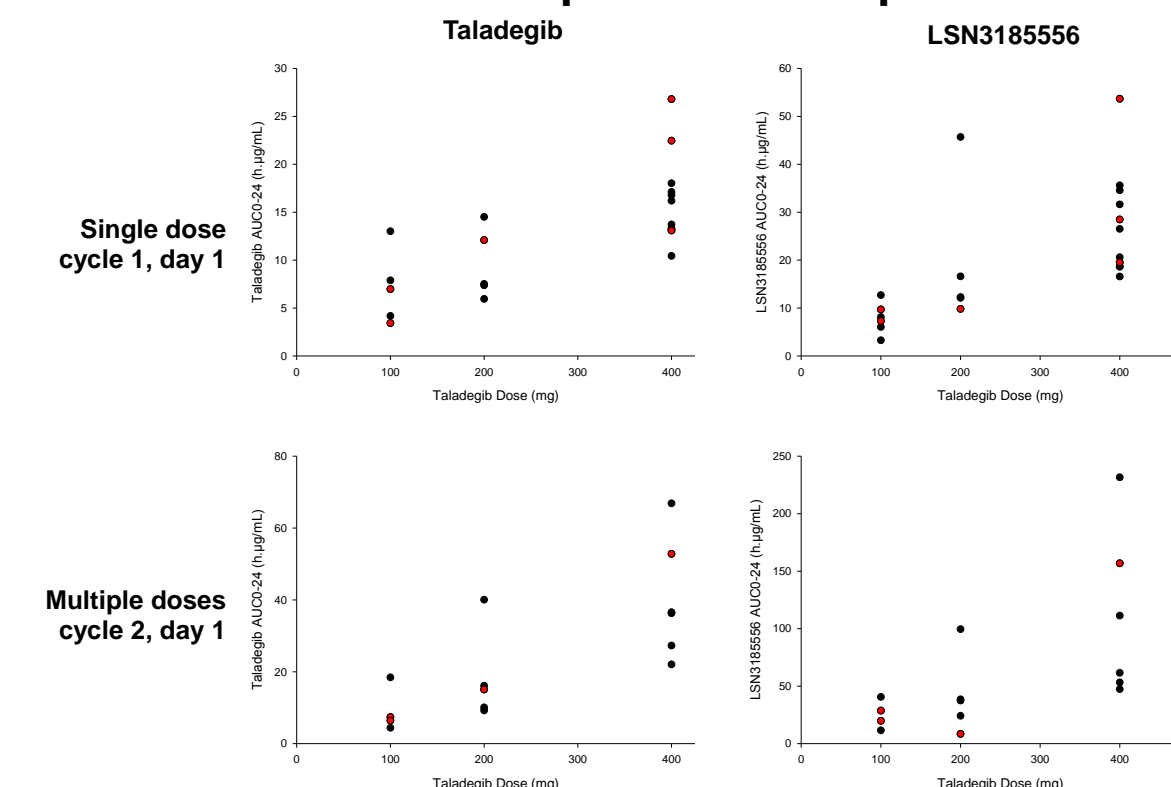 Taladegib
LSN3185556
Single dose
cycle 1, day 1
Taladegib AUC0-24 (h.µg/mL)
30
25
20
15
10
5
0
0 100 200 300 400
Taladegib Dose (mg)
LSN3185556 AUC0-24 (h.µg/mL)
60
50
40
30
20
10
0
0 100 200 300 400
Taladegib Dose (mg)
Multiple doses
cycle 2, day 1
Taladegib AUC0-24 (h.µg/mL)
80
60
40
20
0
0 100 200 300 400
Taladegib Dose (mg)
LSN3185556 AUC0-24 (h.µg/mL)
250
200
150
100
50
0
0 100 200 300 400
Taladegib Dose (mg)